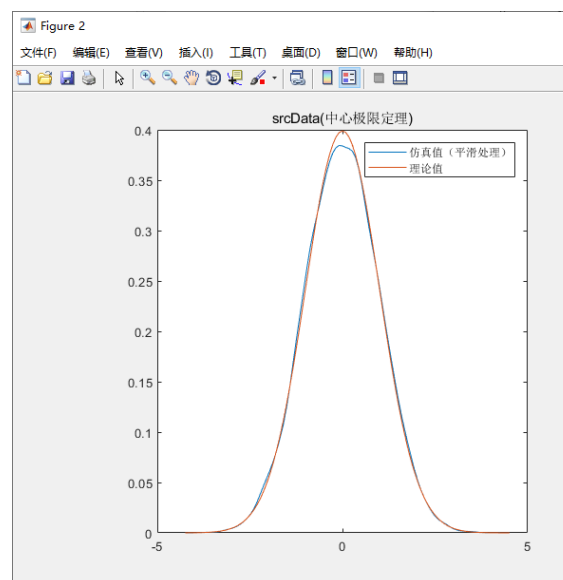 Figure 2
文件(F) 编辑(E) 查看(V) 插入(I) 工具(T) 桌面(D) 窗口(W) 帮助(H)
srcData(中心极限定理)
仿真值（平滑处理）
理论值
0.4
0.35
0.3
0.25
0.2
0.15
0.1
0.05
0
-5 0 5